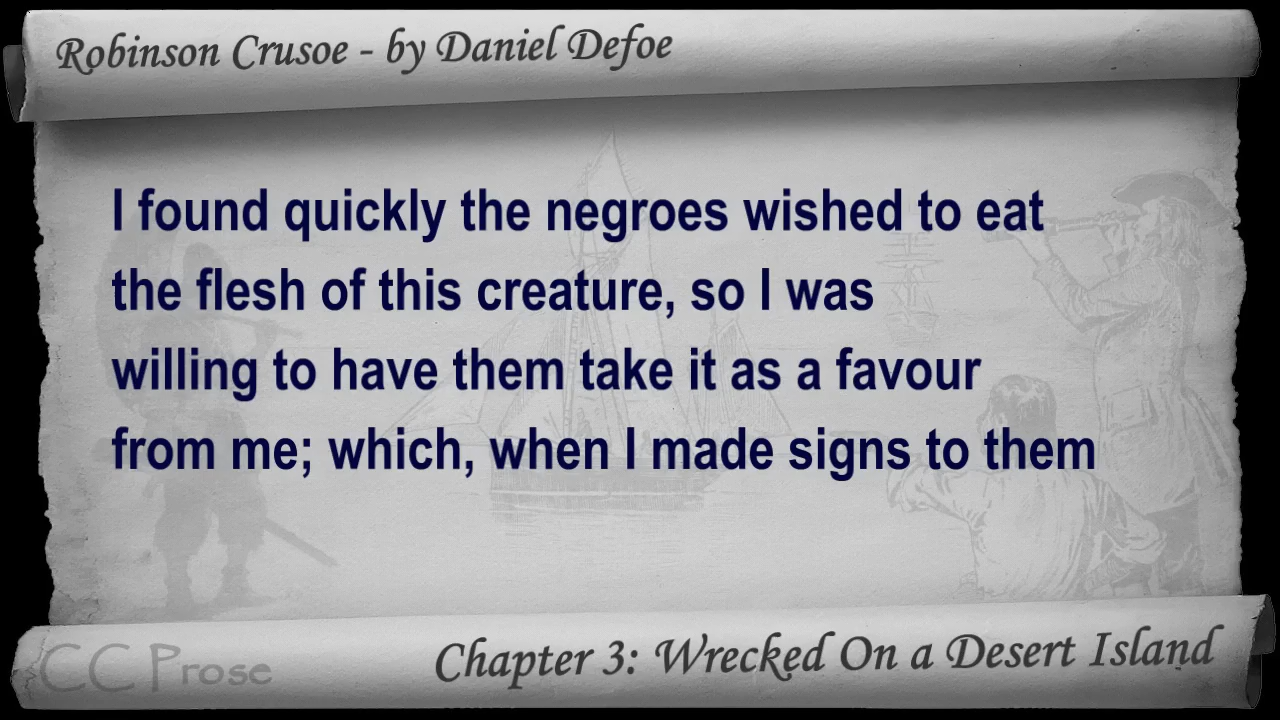 Robinson Crusoe - by Daniel Defoe
I found quickly the negroes wished to eat
the flesh of this creature, so I was
willing to have them take it as a favour
from me; which, when I made signs to them
CC Prose
Chapter 3: Wrecked On a Desert Island